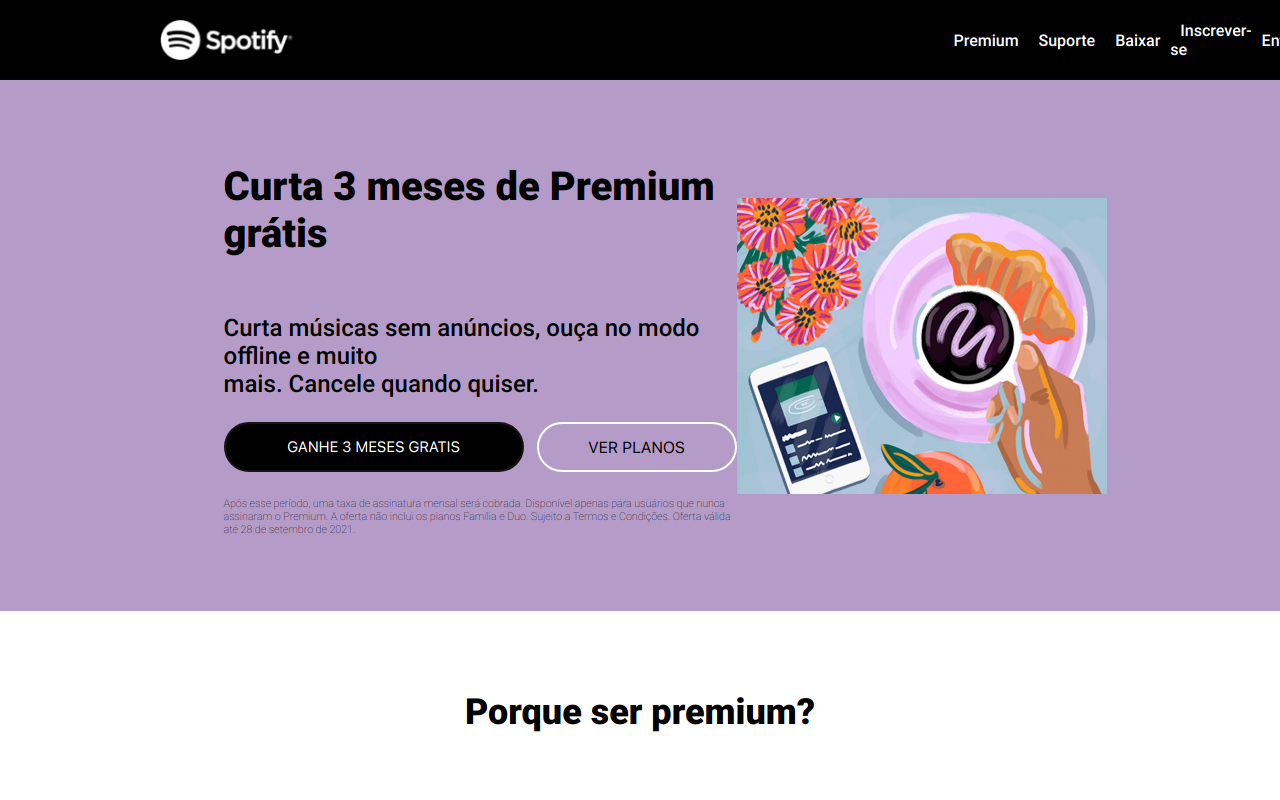 Spotify
Premium Suporte Baixar Inscrever-
se
Curta 3 meses de Premium
grátis
Curta músicas sem anúncios, ouça no modo
offline e muito
mais. Cancele quando quiser.
GANHE 3 MESES GRATIS VER PLANOS
Após esse período, uma taxa de assinatura mensal será cobrada. Disponível apenas para usuários que nunca
assinaram o Premium. A oferta não inclui os planos Família e Duo. Sujeito a Termos e Condições. Oferta válida
até 28 de setembro de 2021.
Porque ser premium?